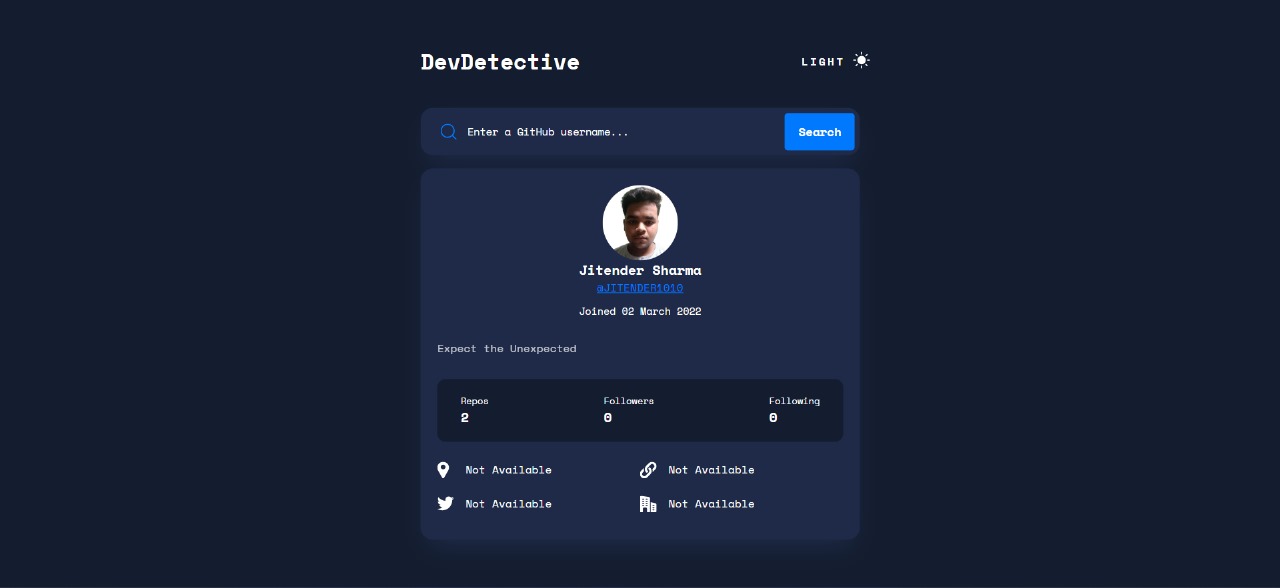 DevDetective
LIGHT
Enter a GitHub username...
Search
Jitender Sharma
@JITENDER1010
Joined 02 March 2022
Expect the Unexpected
Repos Followers Following
2 0 0
Not Available Not Available
Not Available Not Available